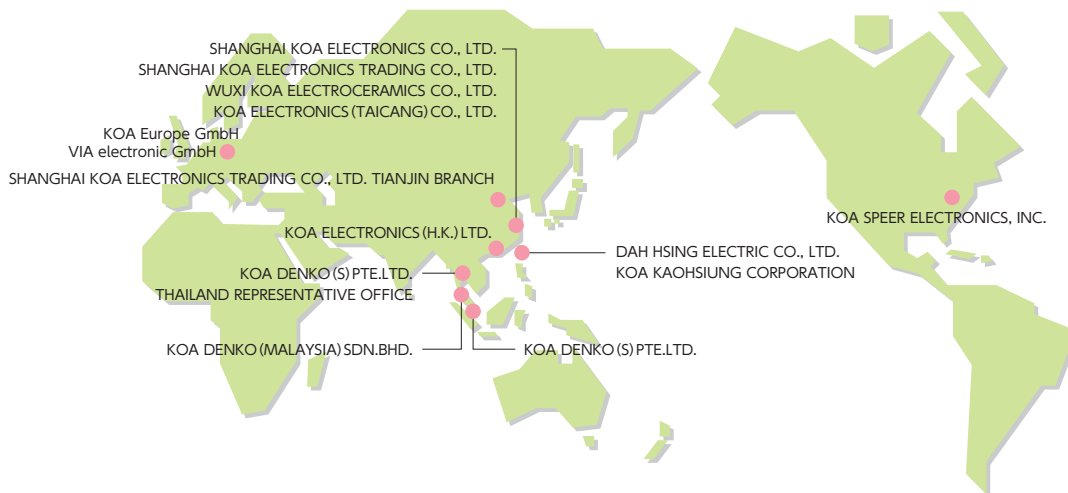 SHANGHAI KOA ELECTRONICS CO., LTD.
SHANGHAI KOA ELECTRONICS TRADING CO., LTD.
WUXI KOA ELECTROCERAMICS CO., LTD.
KOA ELECTRONICS (TAICANG) CO., LTD.
KOA Europe GmbH
VIA electronic GmbH
SHANGHAI KOA ELECTRONICS TRADING CO., LTD. TIANJIN BRANCH
KOA SPEER ELECTRONICS, INC.
KOA ELECTRONICS (H.K.) LTD.
DAH HSING ELECTRIC CO., LTD.
KOA KAOHSIUNG CORPORATION
KOA DENKO (S) PTE.LTD.
THAILAND REPRESENTATIVE OFFICE
KOA DENKO (MALAYSIA) SDN.BHD.
KOA DENKO (S) PTE.LTD.